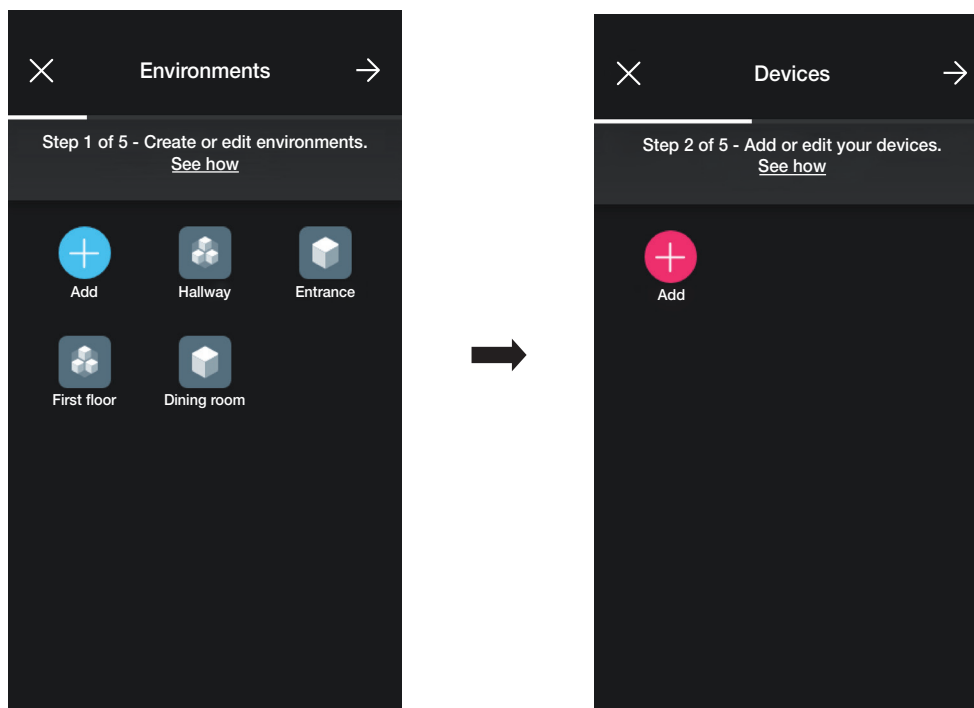 Environments
Step 1 of 5 - Create or edit environments.
See how
Add
Hallway
Entrance
First floor
Dining room
Devices
Step 2 of 5 - Add or edit your devices.
See how
Add